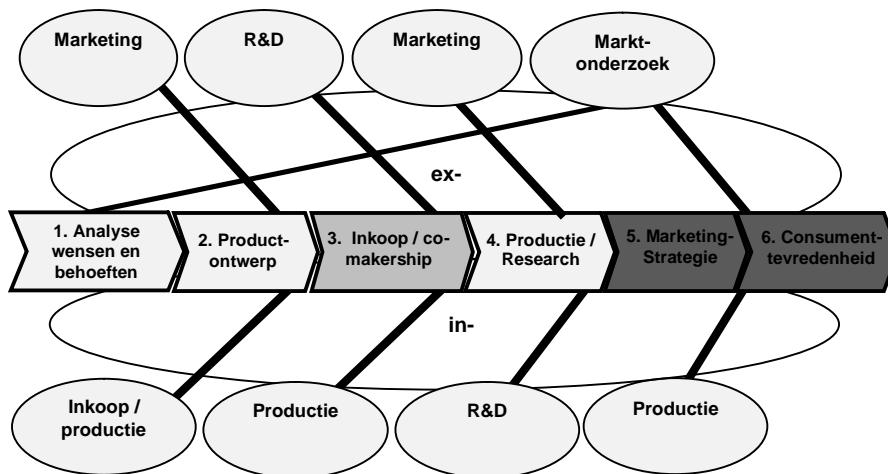 Marketing
R&D
Marketing
Markt-
onderzoek
ex-
1. Analyse
wensen en
behoeften
2. Product-
ontwerp
3. Inkoop / co-
makership
4. Productie /
Research
5. Marketing-
Strategie
6. Consument-
tevredenheid
in-
Inkoop /
productie
Productie
R&D
Productie